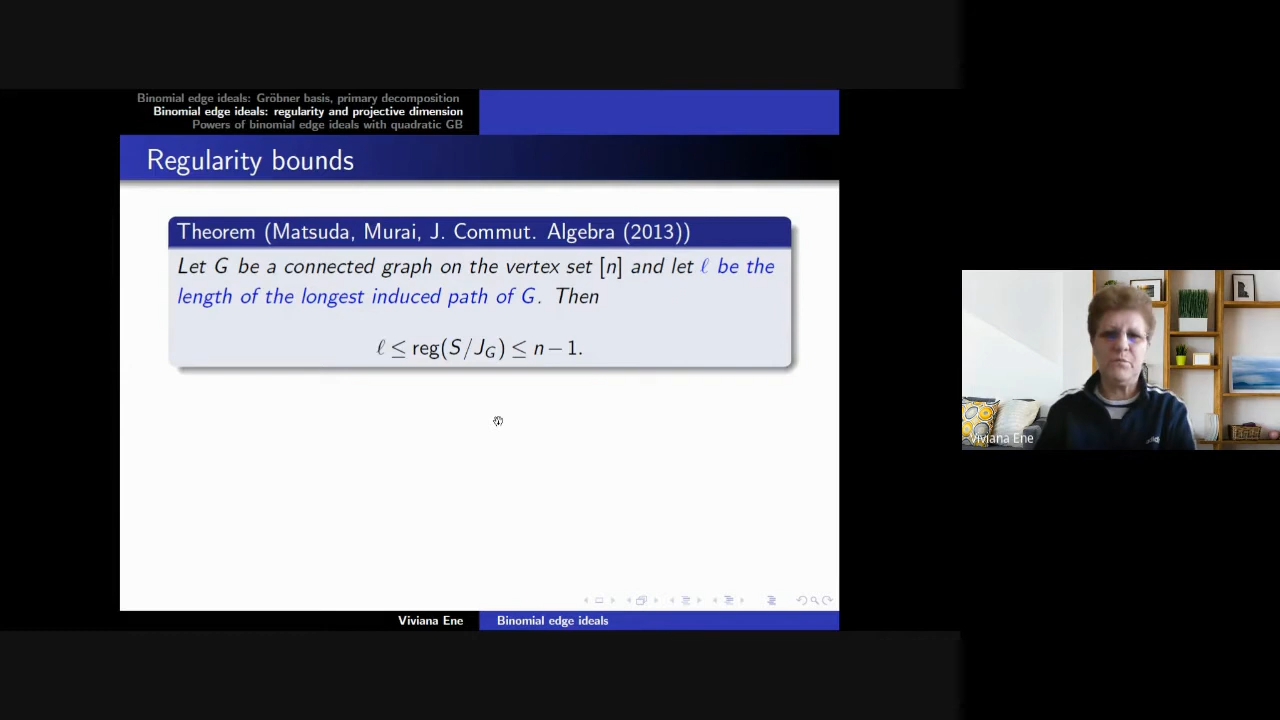 Binomial edge ideals: Gröbner basis, primary decomposition
Binomial edge ideals: regularity and projective dimension
Powers of binomial edge ideals with quadratic GB
Regularity bounds
Theorem (Matsuda, Murai, J. Commut. Algebra (2013))
Let G be a connected graph on the vertex set [n] and let ℓ be the
length of the longest induced path of G. Then
ℓ ≤ reg(S/J_G) ≤ n − 1.
Viviana Ene
Viviana Ene
Binomial edge ideals